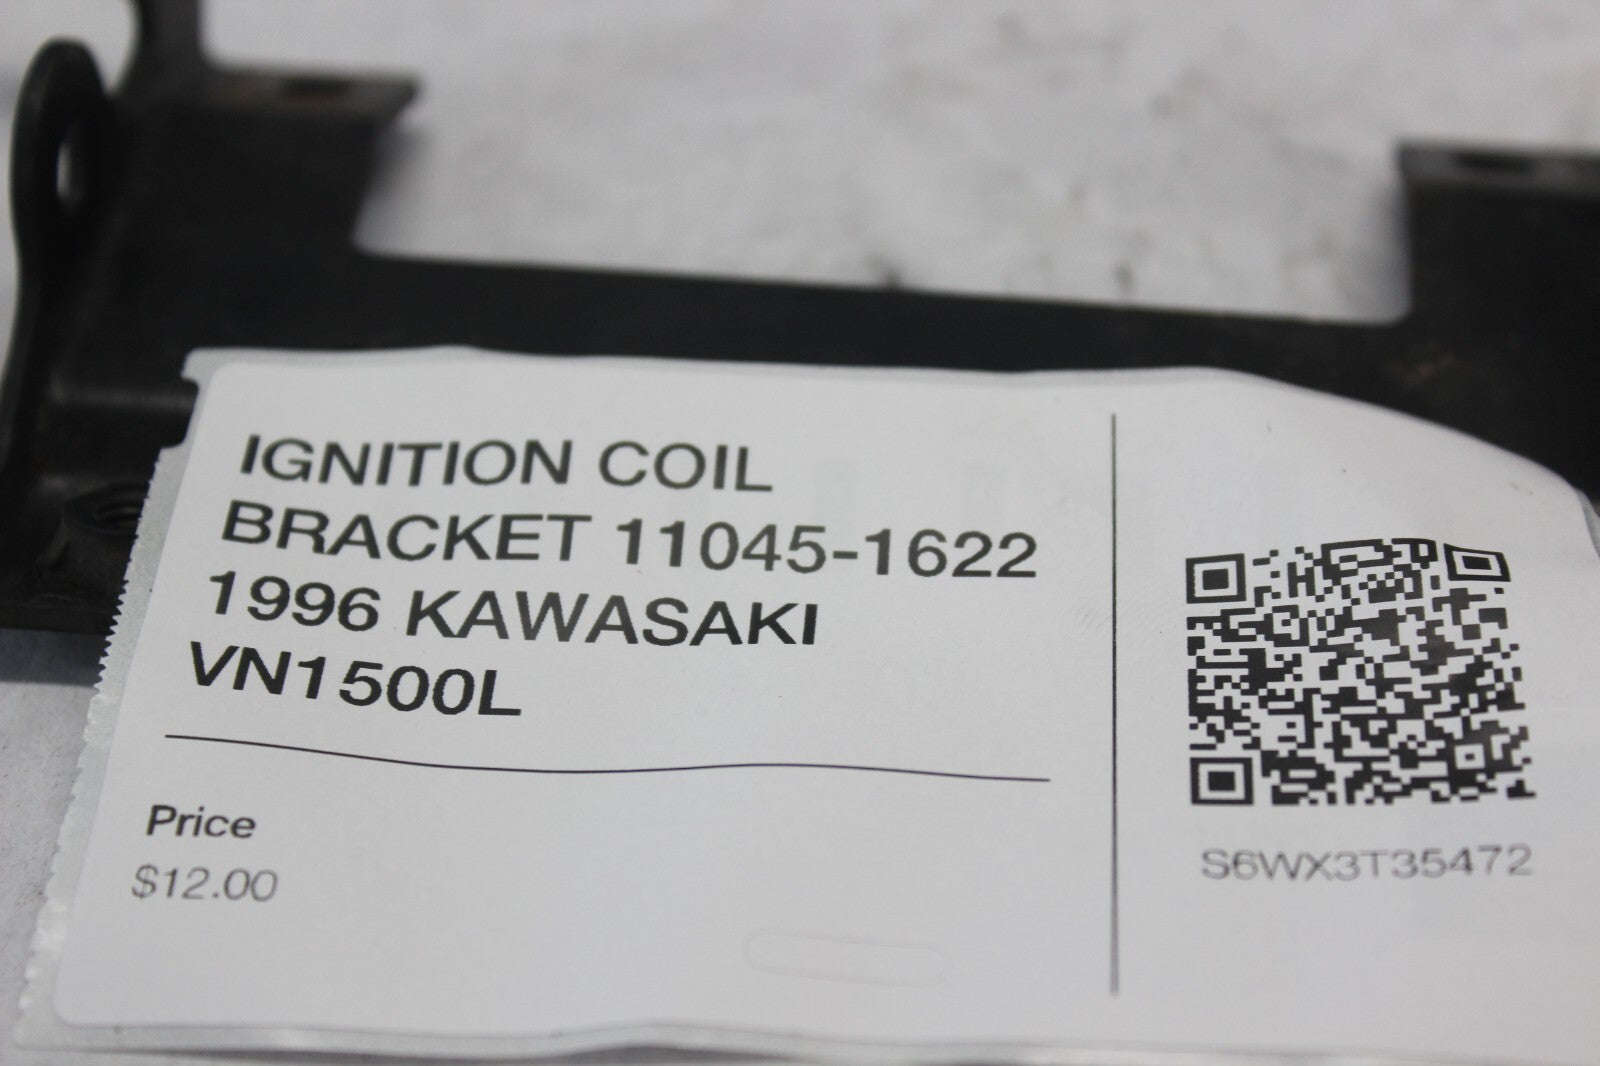 IGNITION COIL
BRACKET 11045-1622
1996 KAWASAKI
VN1500L
Price
$12.00
S6WX3T35472